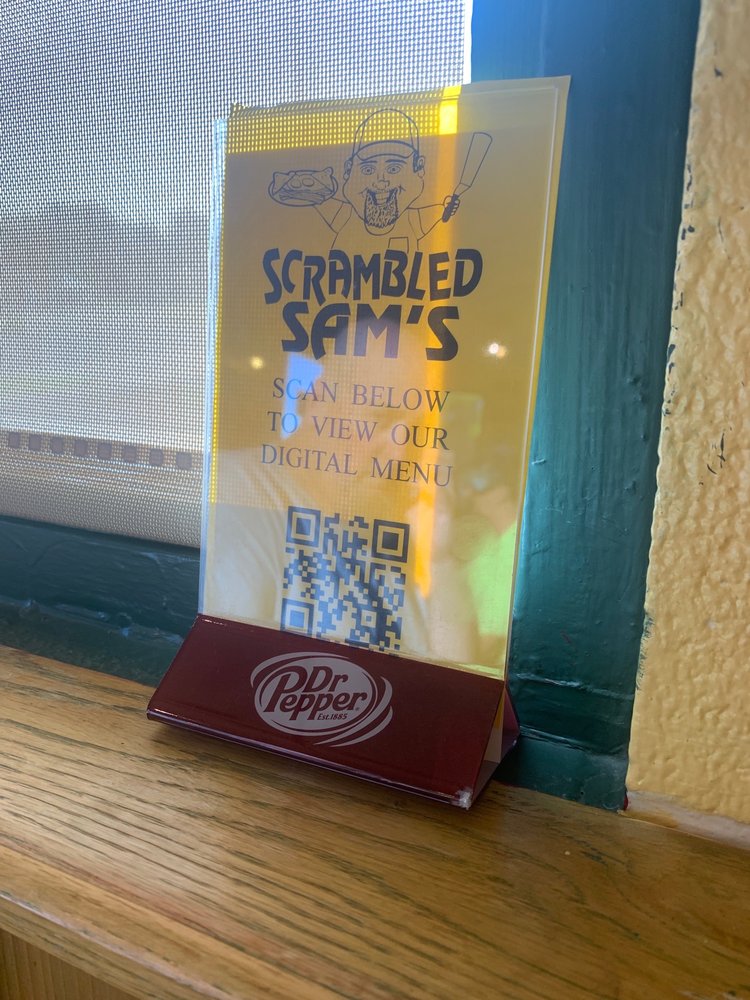 SCRAMBLED
SAM'S
SCAN BELOW
TO VIEW OUR
DIGITAL MENU
Dr
Pepper
Est.1885